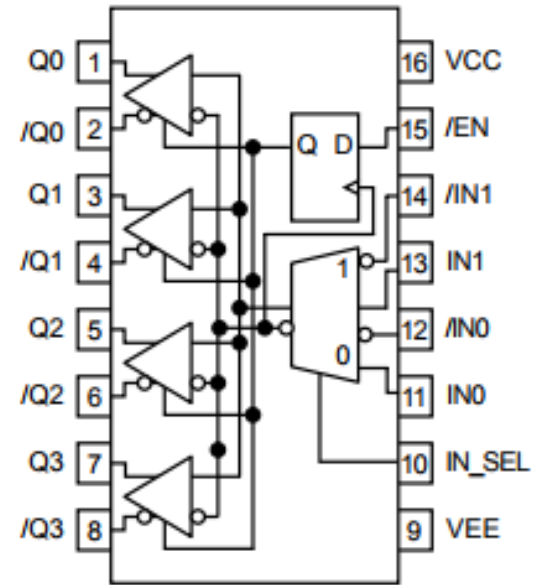 Q0 1 16 VCC
/Q0 2 Q D 15 /EN
Q1 3 14 /IN1
/Q1 4 1 13 IN1
Q2 5 12 /IN0
/Q2 6 0 11 IN0
Q3 7 10 IN_SEL
/Q3 8 9 VEE